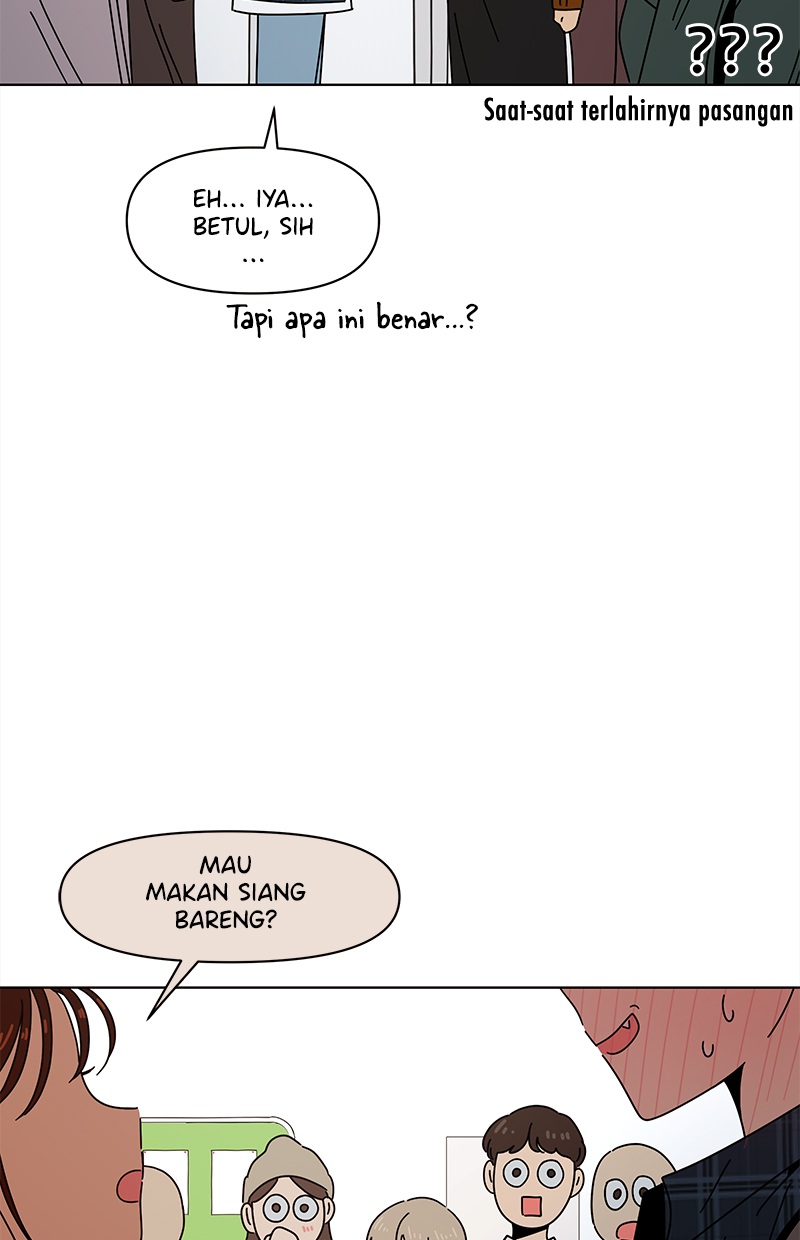 ???
Saat-saat terlahirnya pasangan
EH... IYA...
BETUL, SIH
...
Tapi apa ini benar...?
MAU
MAKAN SIANG
BARENG?